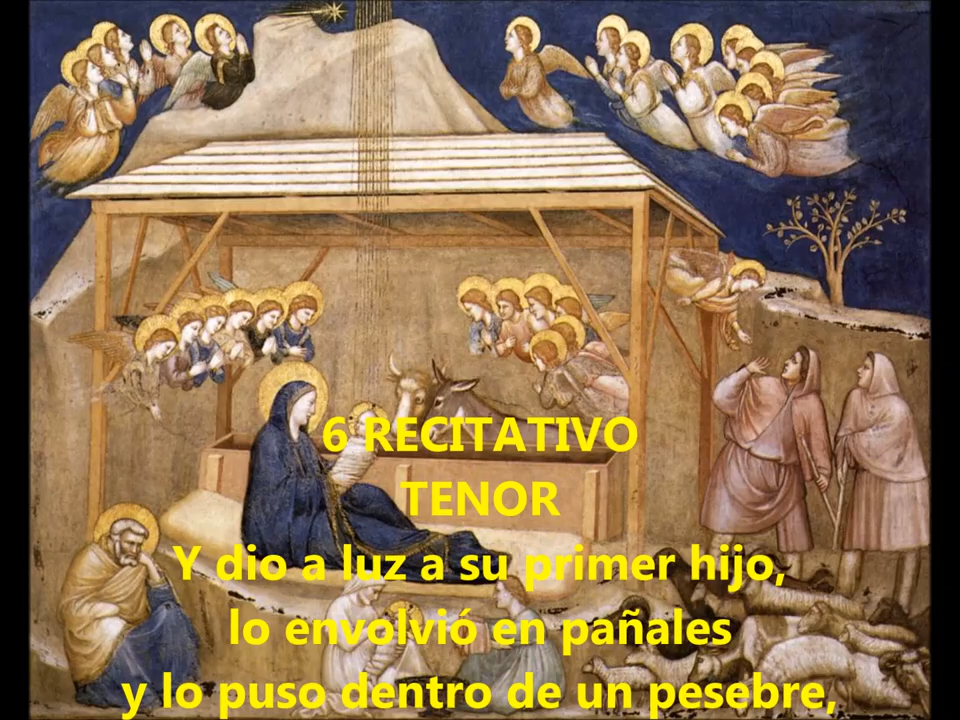 6 RECITATIVO
TENOR
Y dio a luz a su primer hijo,
lo envolvió en pañales
y lo puso dentro de un pesebre,